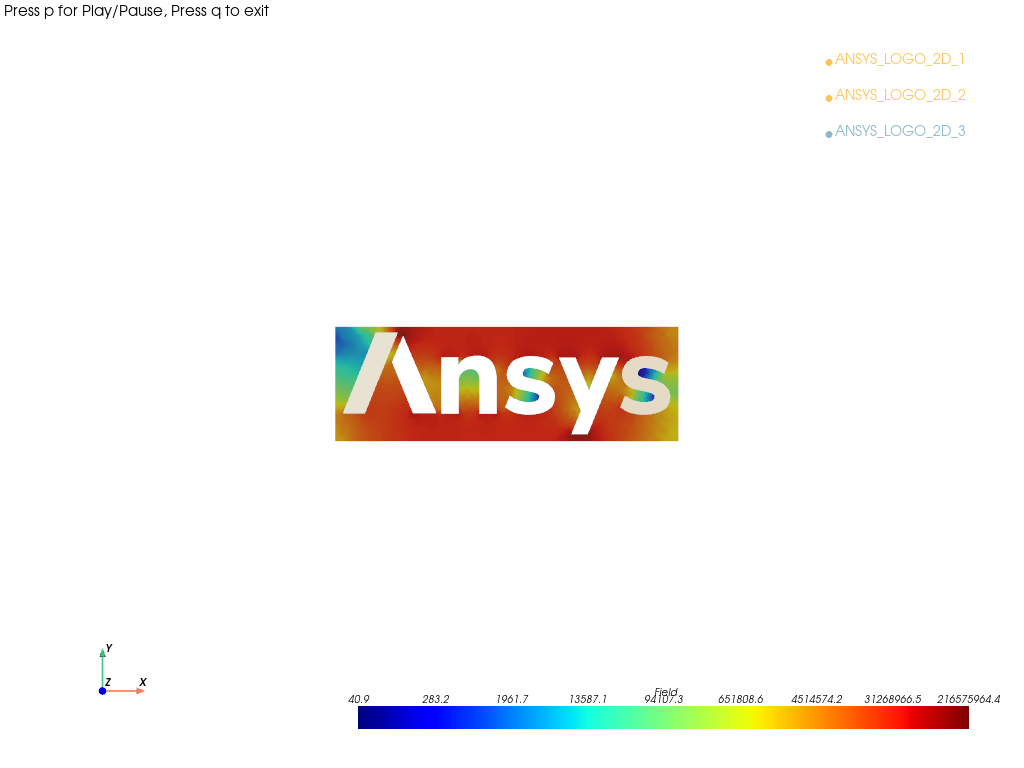 Press p for Play/Pause, Press q to exit
ANSYS_LOGO_2D_1
ANSYS_LOGO_2D_2
ANSYS_LOGO_2D_3
Ansys
Y
Z X
Field
40.9 283.2 1961.7 13587.1 94107.3 651808.6 4514574.2 31268966.5 216575964.4